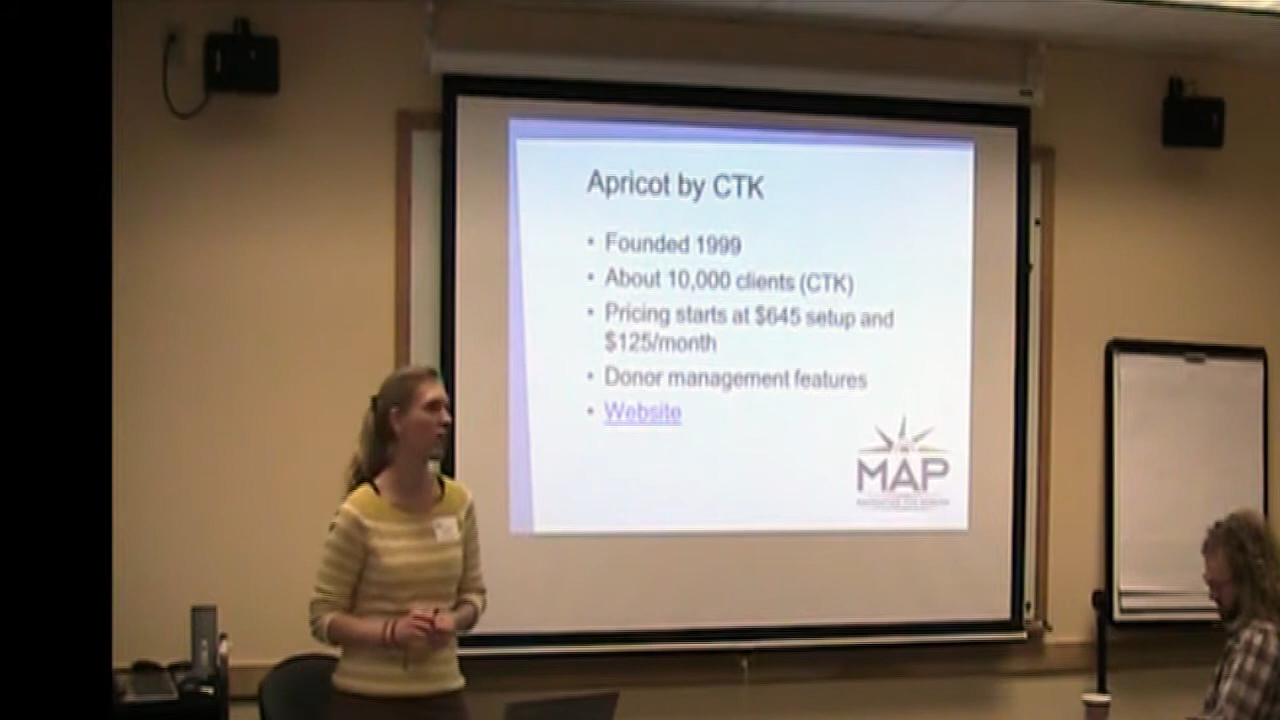 Apricot by CTK
• Founded 1999
• About 10,000 clients (CTK)
• Pricing starts at $645 setup and
$125/month
• Donor management features
• Website
MAP